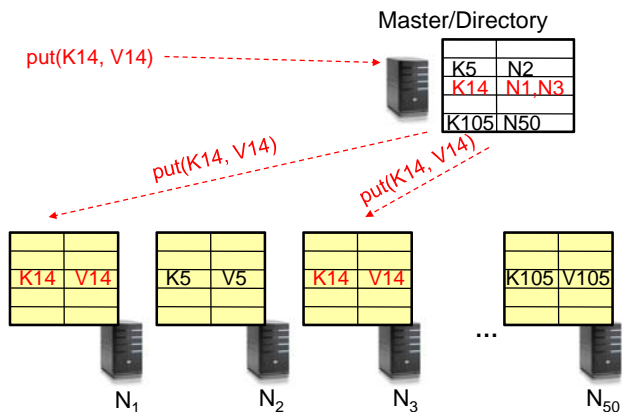 Master/Directory
put(K14, V14)
K5 N2
K14 N1,N3
K105 N50
put(K14, V14)
put(K14, V14)
K14 V14
K5 V5
K14 V14
K105 V105
...
N1
N2
N3
N50